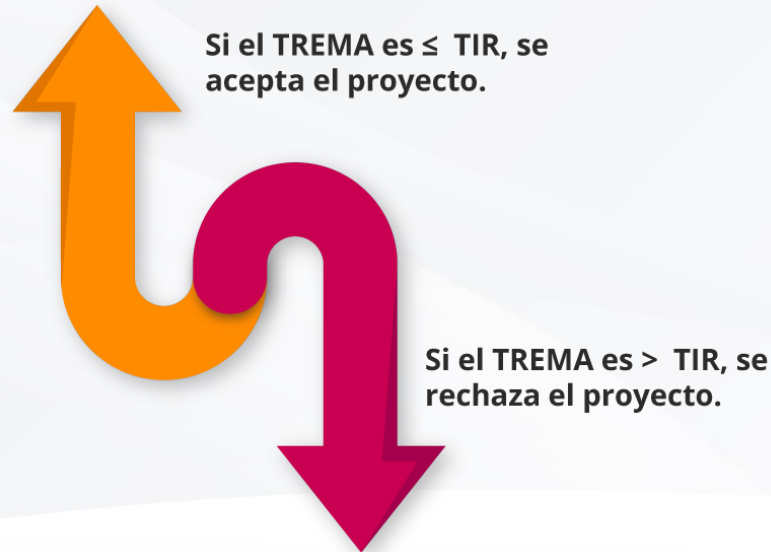 Si el TREMA es ≤ TIR, se
acepta el proyecto.
Si el TREMA es > TIR, se
rechaza el proyecto.